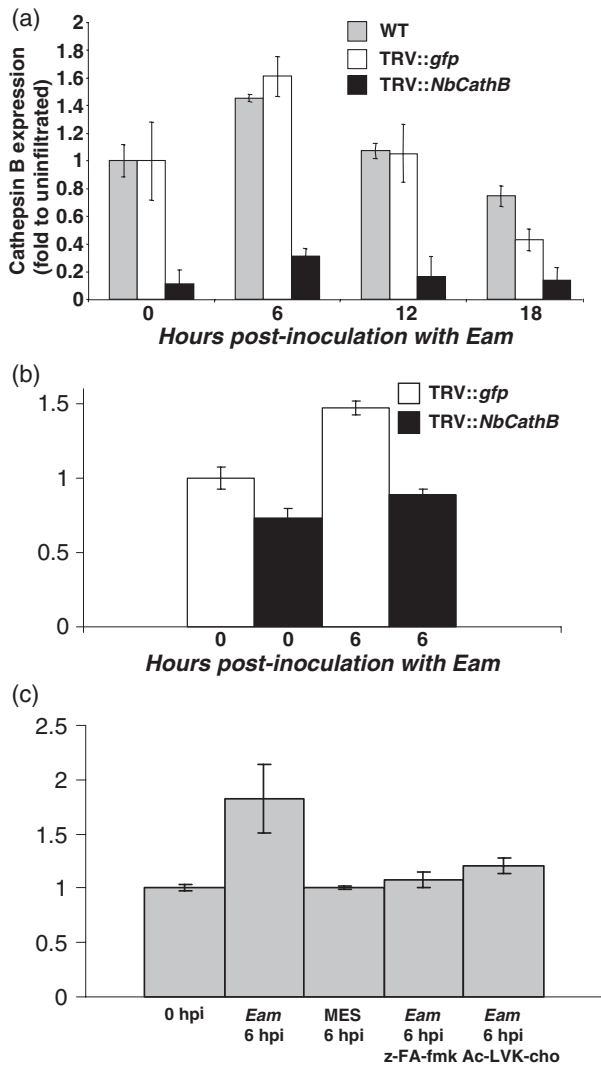 (a)
Cathepsin B expression
(fold to uninfiltrated)
2
1.8
1.6
1.4
1.2
1
0.8
0.6
0.4
0.2
0
WT
TRV::gfp
TRV::NbCathB
0 6 12 18
Hours post-inoculation with Eam
(b)
1.5
1
0.5
0
TRV::gfp
TRV::NbCathB
0 0 6 6
Hours post-inoculation with Eam
(c)
2.5
2
1.5
1
0.5
0
0 hpi Eam MES Eam Eam
6 hpi 6 hpi 6 hpi 6 hpi
z-FA-fmk Ac-LVK-cho